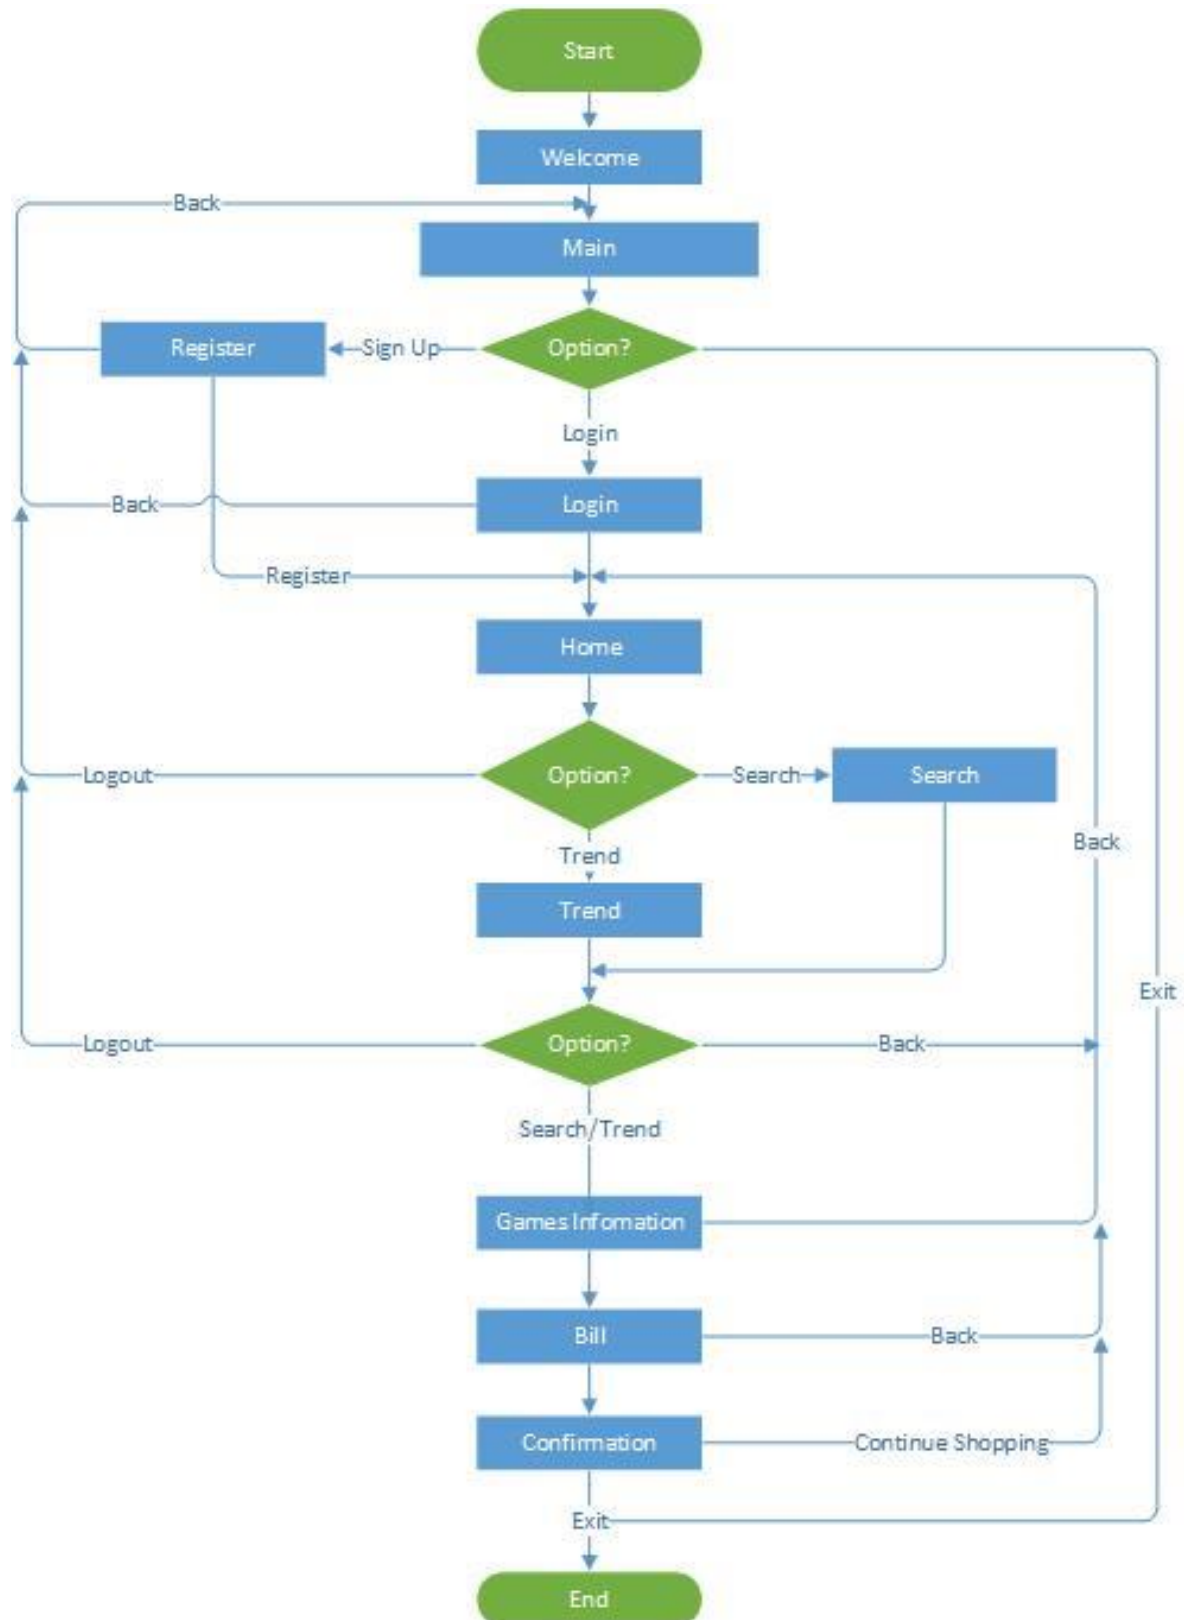 Start
Welcome
Back
Main
Register
Sign Up
Option?
Login
Back
Login
Register
Home
Logout
Option?
Search
Search
Back
Trend
Trend
Exit
Logout
Option?
Back
Search/Trend
Games Infomation
Bill
Back
Confirmation
Continue Shopping
Exit
End